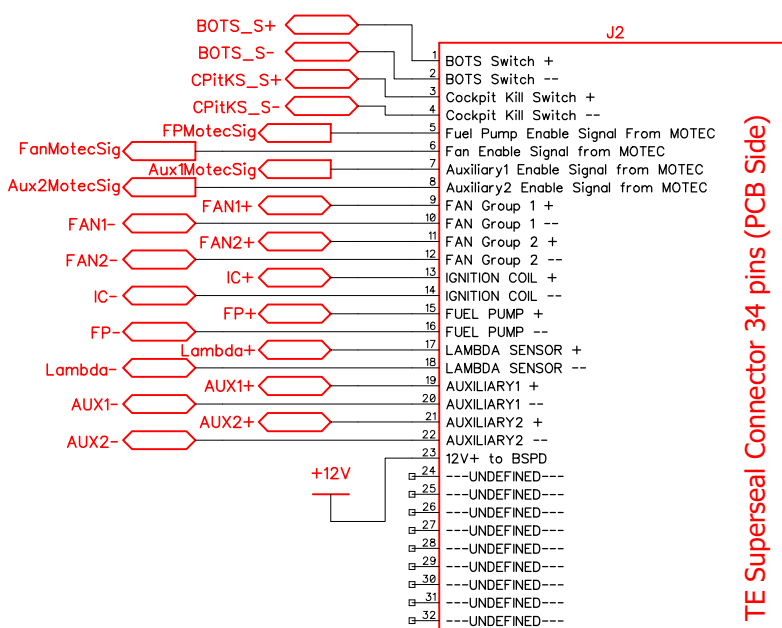 J2
BOTS_S+ 1 BOTS Switch +
BOTS_S- 2 BOTS Switch --
CPitKS_S+ 3 Cockpit Kill Switch +
CPitKS_S- 4 Cockpit Kill Switch --
FPMotecSig 5 Fuel Pump Enable Signal From MOTEC
FanMotecSig 6 Fan Enable Signal from MOTEC
Aux1MotecSig 7 Auxiliary1 Enable Signal from MOTEC
Aux2MotecSig 8 Auxiliary2 Enable Signal from MOTEC
FAN1+ 9 FAN Group 1 +
FAN1- 10 FAN Group 1 --
FAN2+ 11 FAN Group 2 +
FAN2- 12 FAN Group 2 --
IC+ 13 IGNITION COIL +
IC- 14 IGNITION COIL --
FP+ 15 FUEL PUMP +
FP- 16 FUEL PUMP --
Lambda+ 17 LAMBDA SENSOR +
Lambda- 18 LAMBDA SENSOR --
AUX1+ 19 AUXILIARY1 +
AUX1- 20 AUXILIARY1 --
AUX2+ 21 AUXILIARY2 +
AUX2- 22 AUXILIARY2 --
23 12V+ to BSPD
+12V
24 ---UNDEFINED---
25 ---UNDEFINED---
26 ---UNDEFINED---
27 ---UNDEFINED---
28 ---UNDEFINED---
29 ---UNDEFINED---
30 ---UNDEFINED---
31 ---UNDEFINED---
32 ---UNDEFINED---
TE Superseal Connector 34 pins (PCB Side)